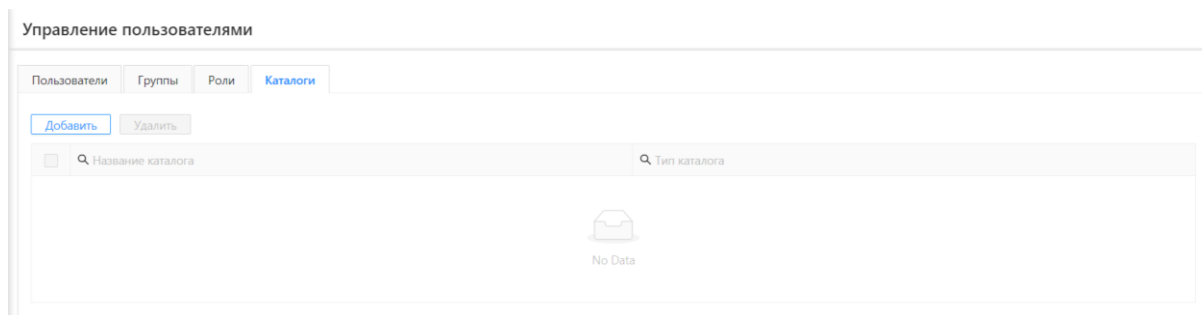 Управление пользователями
Пользователи Группы Роли Каталоги
Добавить Удалить
Название каталога Тип каталога
No Data